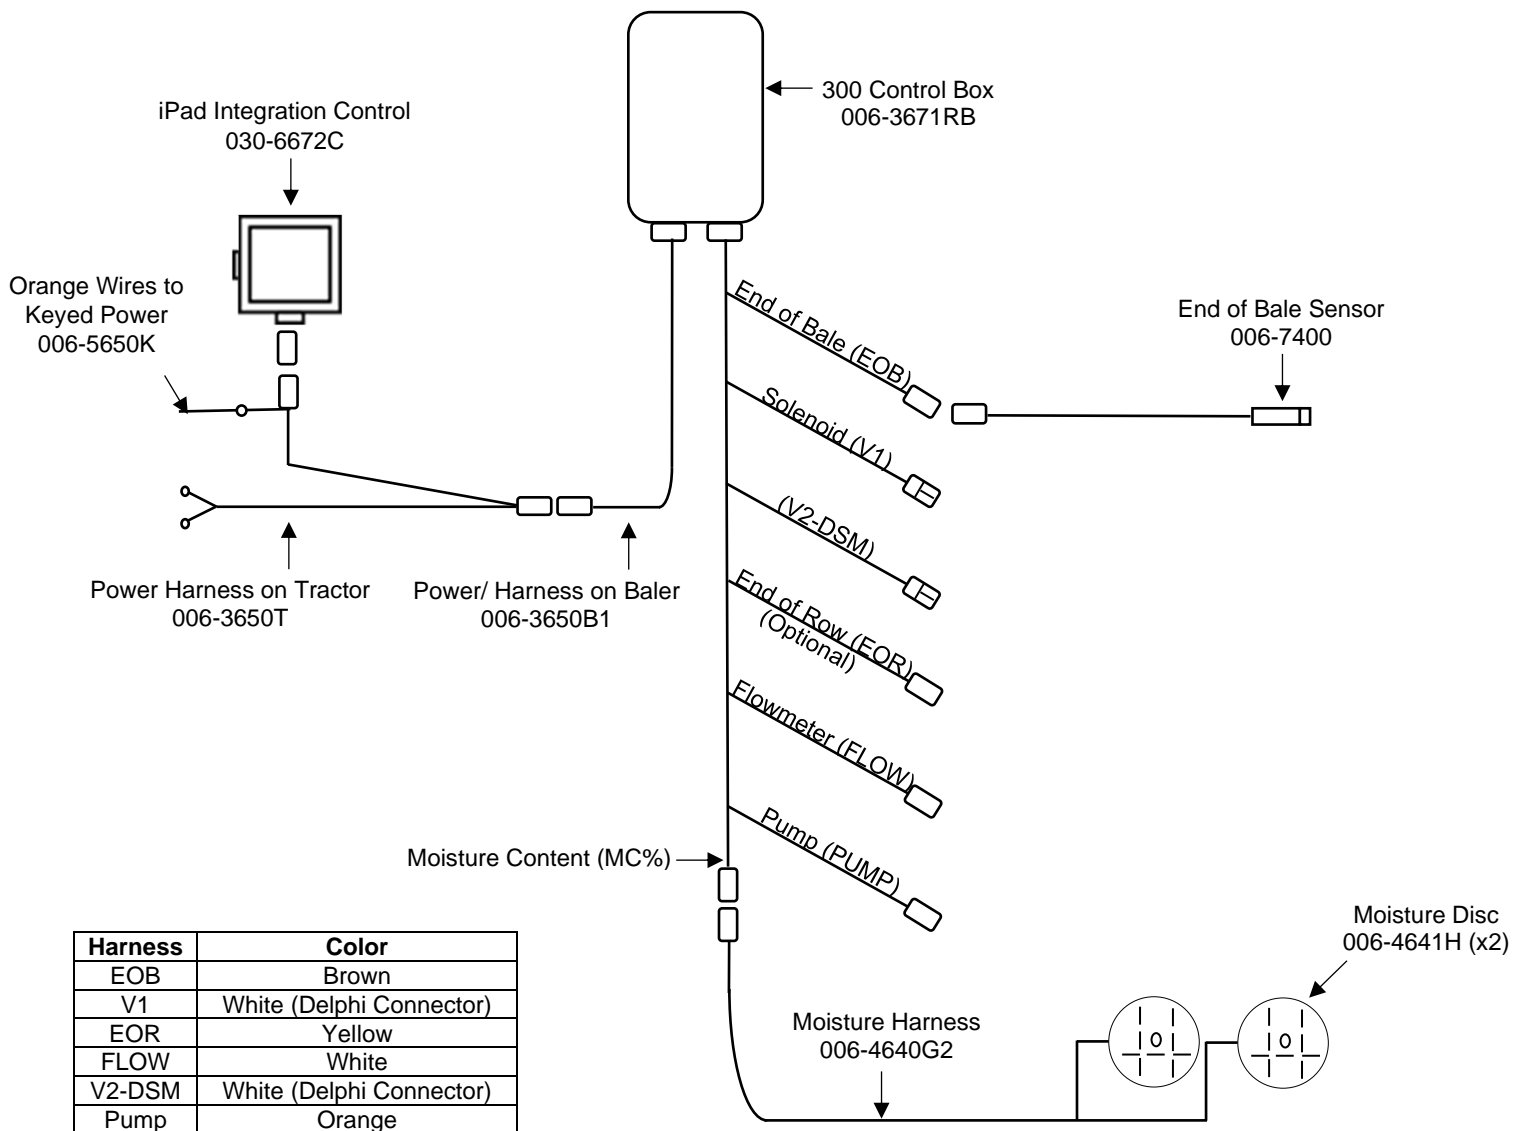 300 Control Box
006-3671RB
iPad Integration Control
030-6672C
Orange Wires to
Keyed Power
006-5650K
End of Bale (EOB)
End of Bale Sensor
006-7400
Solenoid (V1)
(V2-DSM)
Power Harness on Tractor
006-3650T
Power/ Harness on Baler
006-3650B1
End of Row (EOR)
(Optional)
Flowmeter (FLOW)
Pump (PUMP)
Moisture Content (MC%)
Moisture Disc
006-4641H (x2)
Moisture Harness
006-4640G2
Harness Color
EOB Brown
V1 White (Delphi Connector)
EOR Yellow
FLOW White
V2-DSM White (Delphi Connector)
Pump Orange